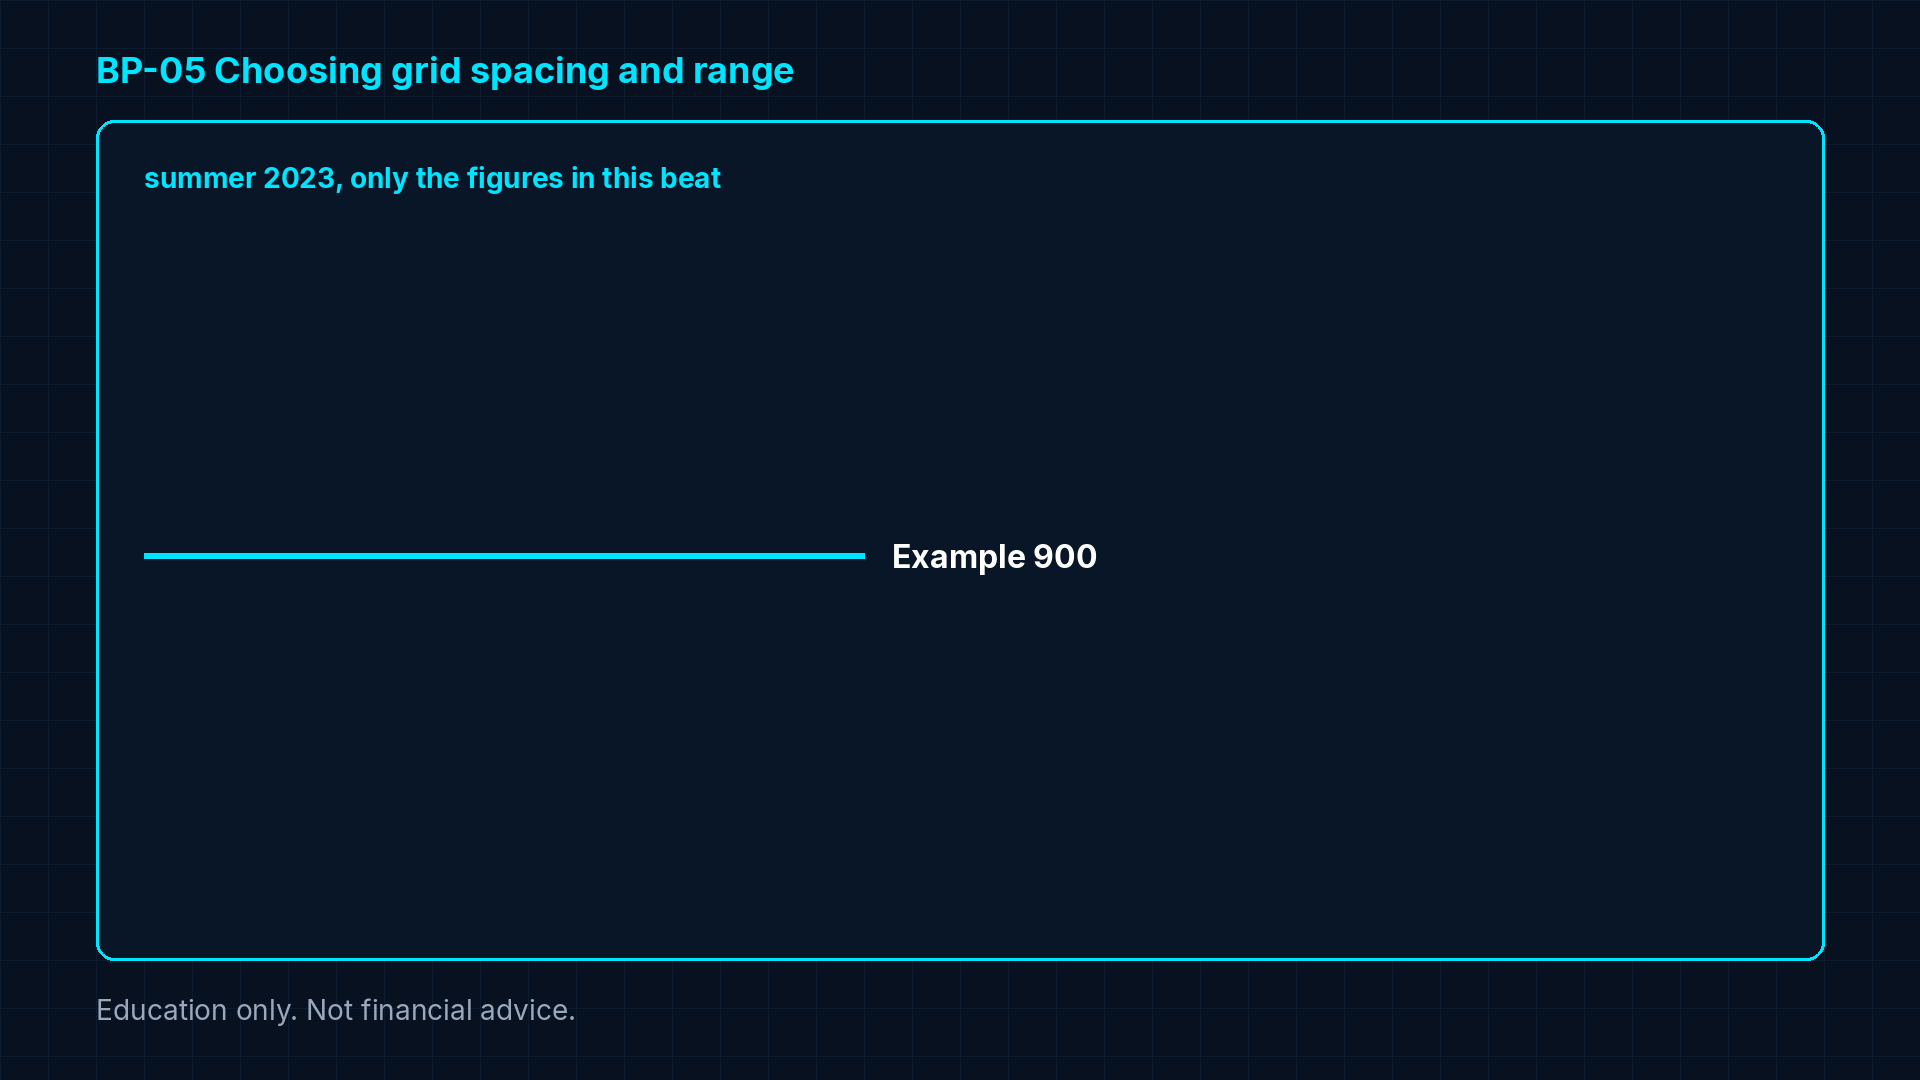 BP-05 Choosing grid spacing and range
summer 2023, only the figures in this beat
Example 900
Education only. Not financial advice.